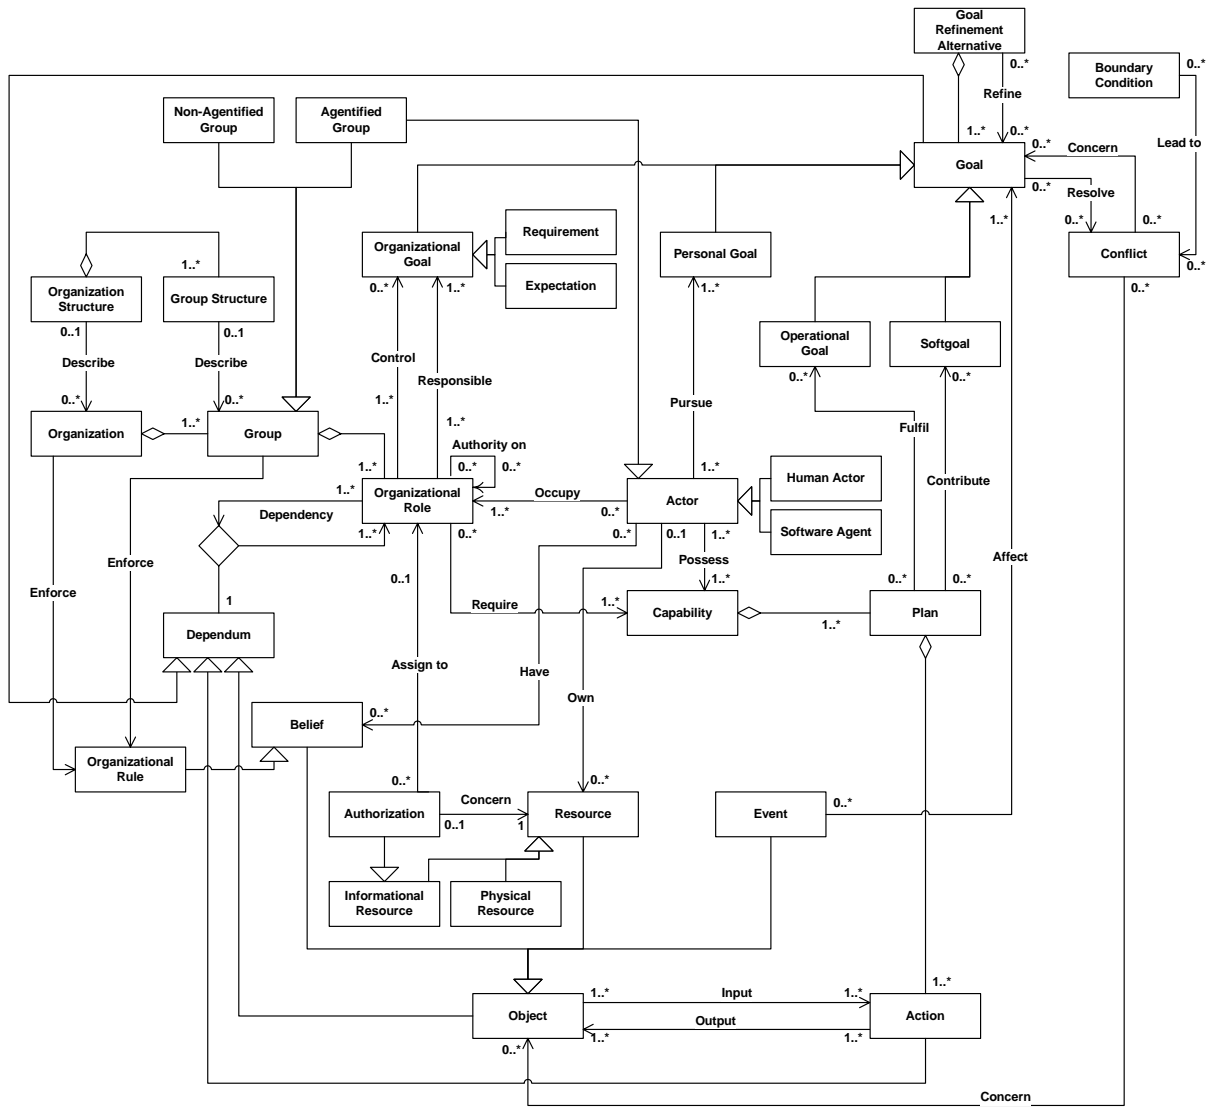 Goal
Refinement
Alternative
0..*
Boundary
Condition
0..*
Refine
Non-Agentified
Group
Agentified
Group
1..*
0..*
0..*
Concern
Lead to
Goal
0..*
Resolve
1..*
0..*
0..*
Organizational
Goal
Requirement
Expectation
Personal Goal
Conflict
0..*
0..*
0..*
1..*
1..*
1..*
Organization
Structure
Group Structure
0..1
0..1
Describe
Describe
0..*
0..*
Control
Responsible
1..*
1..*
Operational
Goal
Softgoal
0..*
0..*
Pursue
Fulfil
Contribute
Organization
1..*
Group
Authority on
0..*
0..*
1..*
1..*
1..*
Organizational
Role
Occupy
Actor
Human Actor
Software Agent
Dependency
1..*
0..*
1..*
0..*
0..*
0..1
1..*
Possess
1..*
Enforce
Enforce
0..1
Affect
0..*
0..*
1
Require
1..*
Capability
1..*
Plan
Dependum
Assign to
Have
Own
Belief
0..*
Organizational
Rule
0..*
0..*
Authorization
Concern
0..1
1
Resource
Event
0..*
Informational
Resource
Physical
Resource
1..*
Object
1..*
Input
1..*
Action
Output
1..*
1..*
0..*
Concern